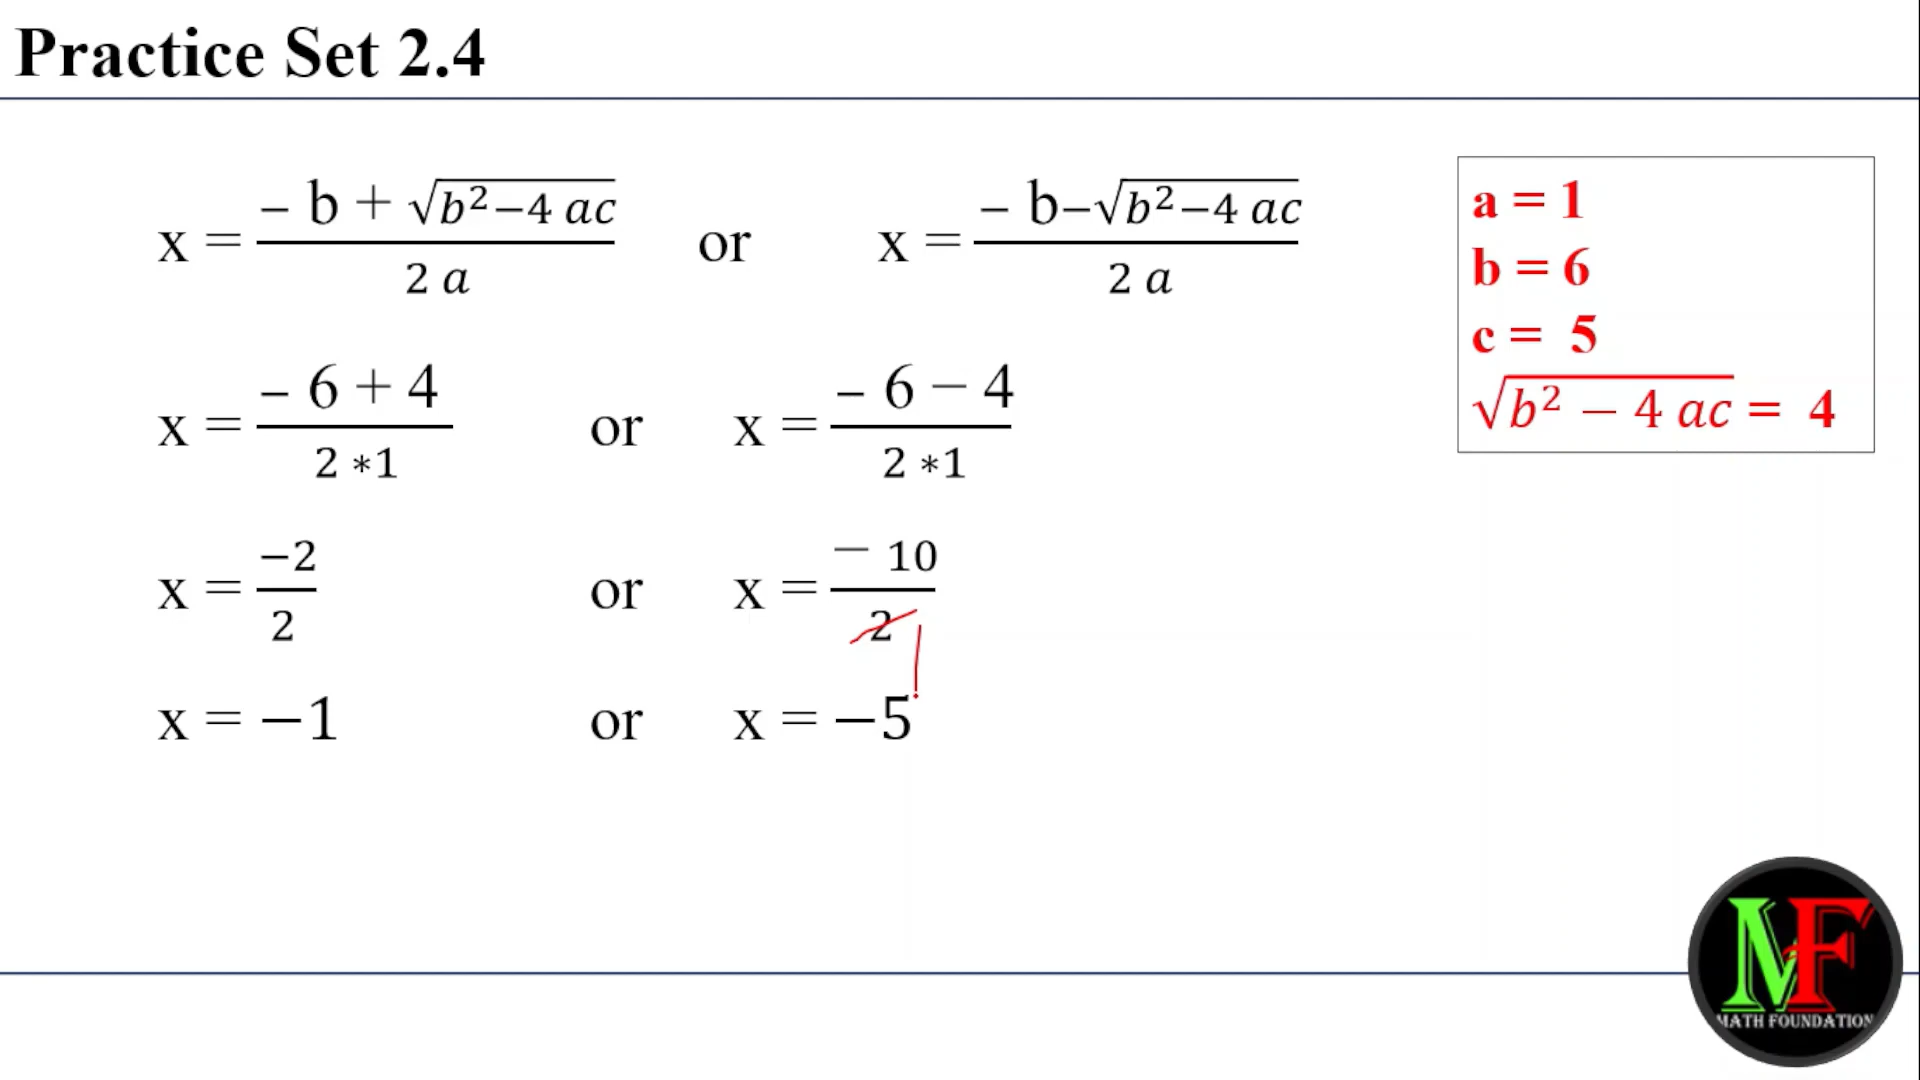 Practice Set 2.4
x = (– b + √(b²−4 ac)) / (2 a) or x = (– b−√(b²−4 ac)) / (2 a)
a = 1
b = 6
c = 5
√(b² − 4 ac) = 4
x = (– 6 + 4) / (2 ∗1) or x = (– 6 − 4) / (2 ∗1)
x = (−2) / 2 or x = (− 10) / 2
x = −1 or x = −5
MF
MATH FOUNDATION